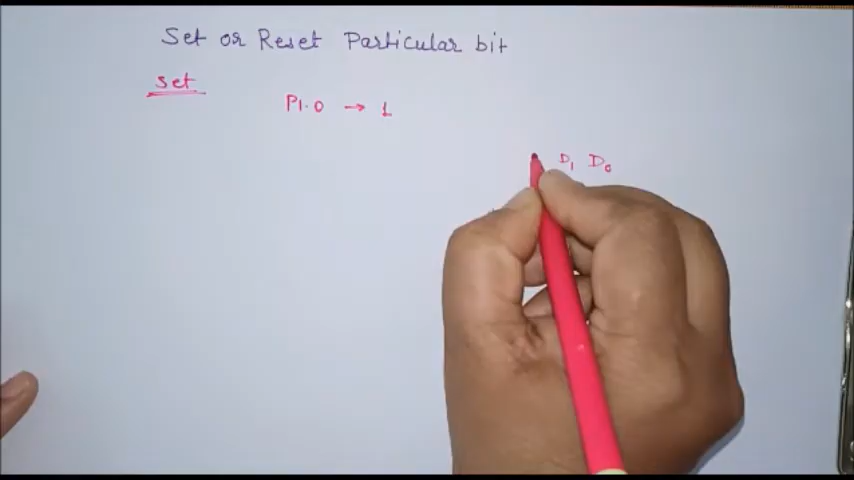 Set or Reset Particular bit
Set
P1.0 → 1
D₁ D₀